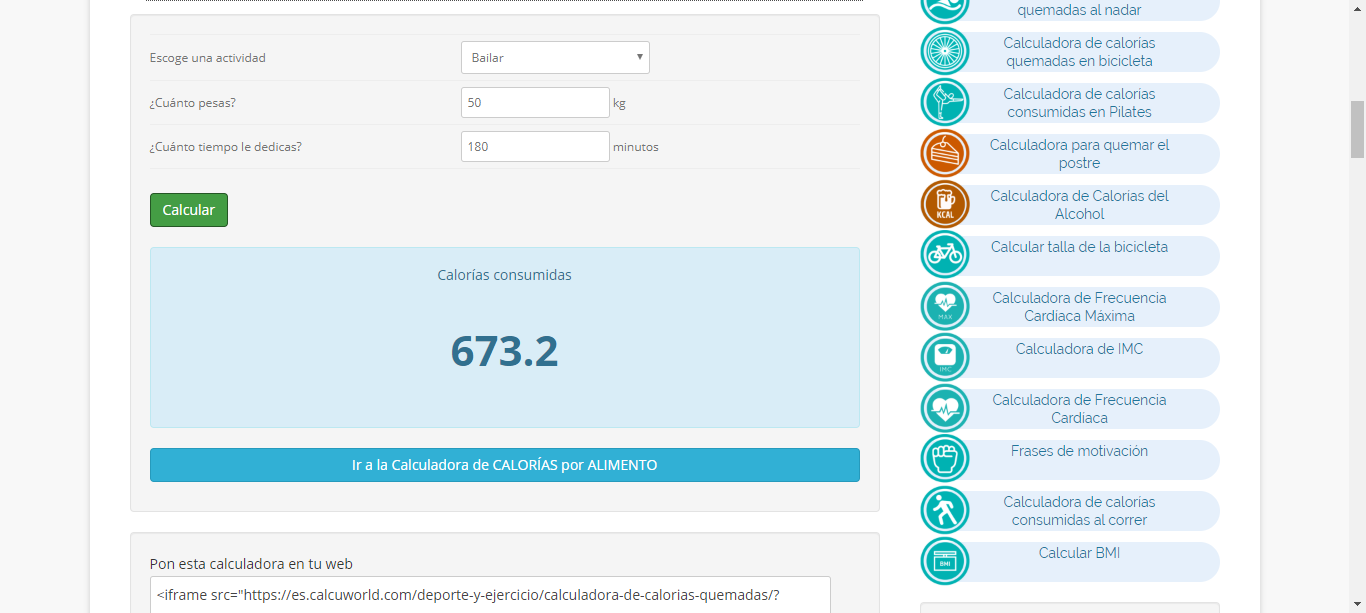 Escoge una actividad
Bailar
¿Cuánto pesas?
50
kg
¿Cuánto tiempo le dedicas?
180
minutos
Calcular
Calorías consumidas
673.2
Ir a la Calculadora de CALORÍAS por ALIMENTO
Pon esta calculadora en tu web
<iframe src="https://es.calcuworld.com/deporte-y-ejercicio/calculadora-de-calorias-quemadas/?
quemadas al nadar
Calculadora de calorías
quemadas en bicicleta
Calculadora de calorías
consumidas en Pilates
Calculadora para quemar el
postre
KCAL
Calculadora de Calorias del
Alcohol
Calcular talla de la bicicleta
MAX
Calculadora de Frecuencia
Cardiaca Máxima
IMC
Calculadora de IMC
Calculadora de Frecuencia
Cardiaca
Frases de motivación
Calculadora de calorías
consumidas al correr
BMI
Calcular BMI